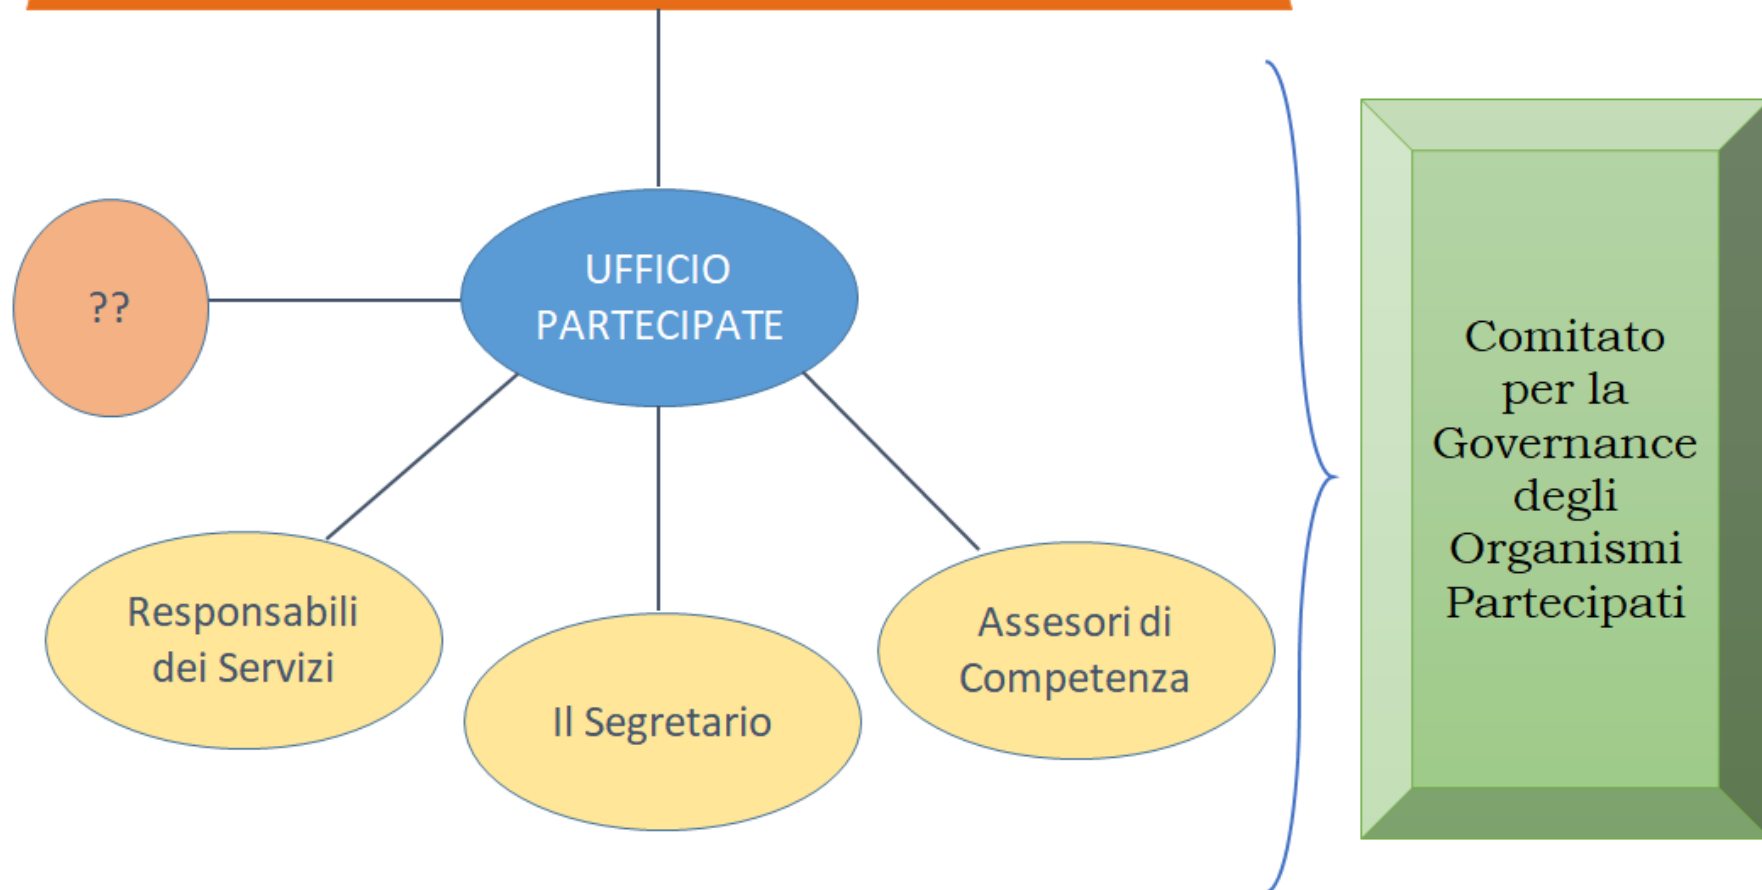 ??
UFFICIO
PARTECIPATE
Responsabili
dei Servizi
Il Segretario
Assesori di
Competenza
Comitato
per la
Governance
degli
Organismi
Partecipati